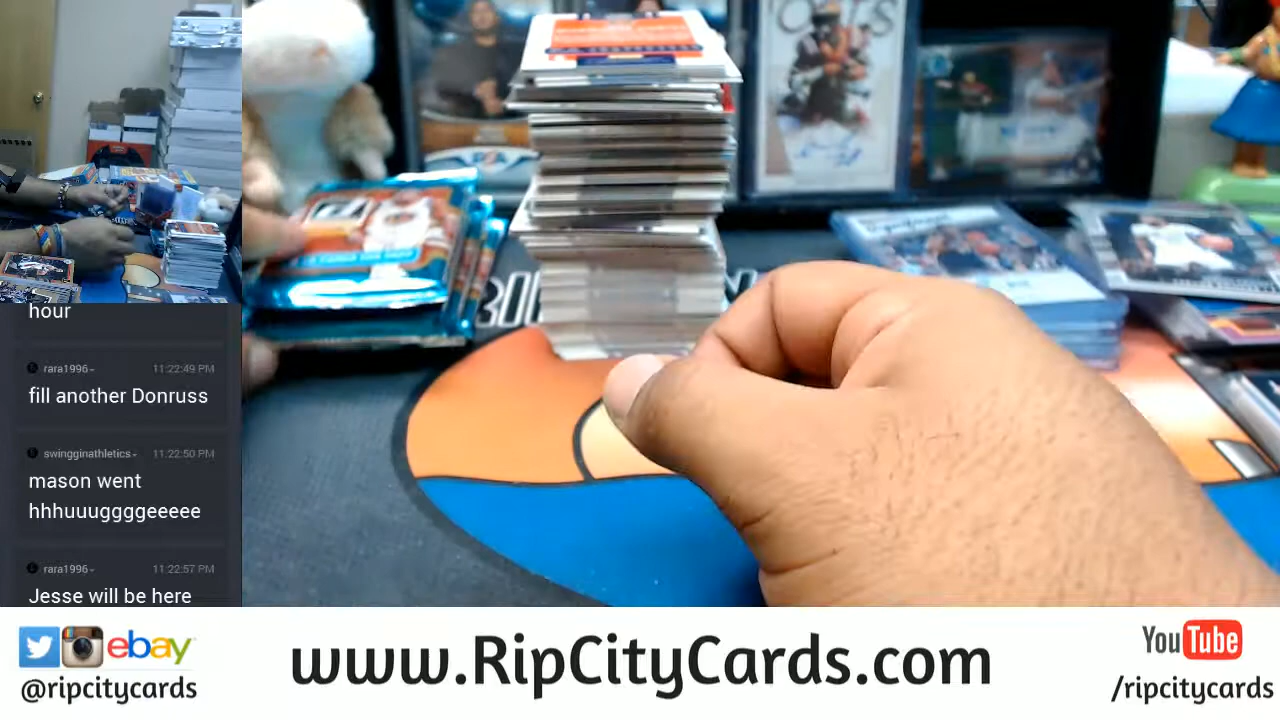 hour
rara1996
11:22:49 PM
fill another Donruss
swingginathletics
11:22:50 PM
mason went
hhhuuuggggeeeee
rara1996
11:22:57 PM
Jesse will be here
ebay
@ripcitycards
www.RipCityCards.com
YouTube
/ripcitycards